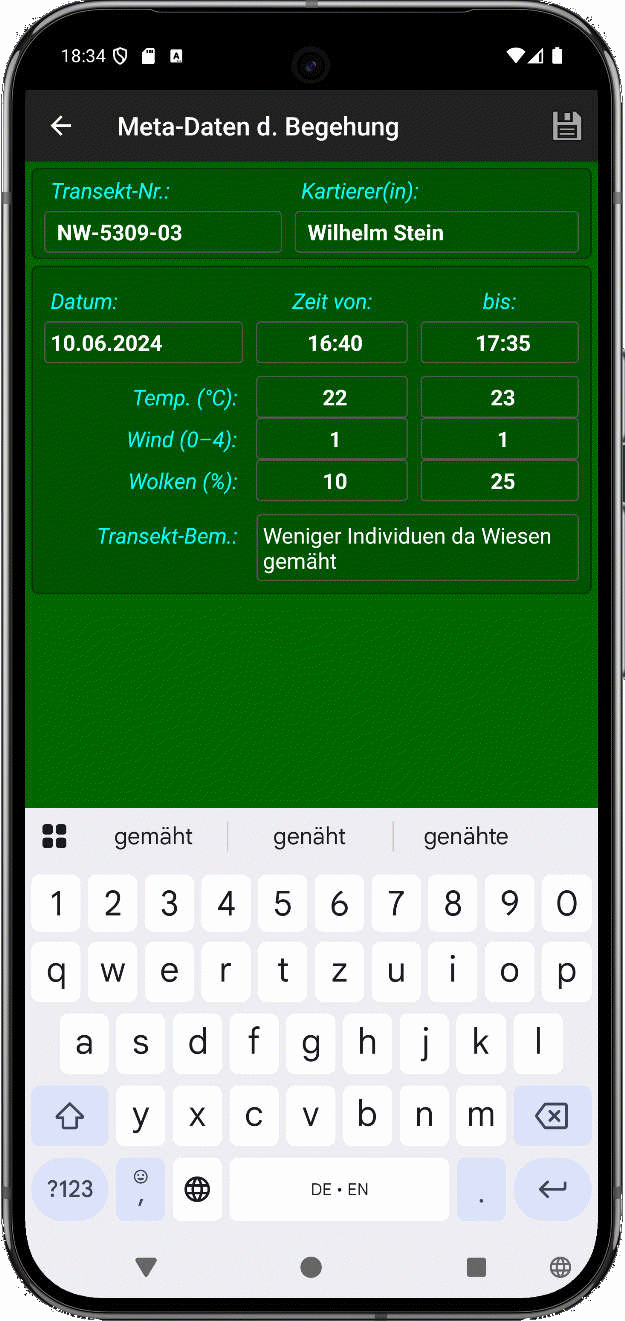 18:34
Meta-Daten d. Begehung
Transekt-Nr.: Kartierer(in):
NW-5309-03 Wilhelm Stein
Datum: Zeit von: bis:
10.06.2024 16:40 17:35
Temp. (°C): 22 23
Wind (0–4): 1 1
Wolken (%): 10 25
Transekt-Bem.: Weniger Individuen da Wiesen
gemäht
gemäht genäht genähte
1 2 3 4 5 6 7 8 9 0
q w e r t z u i o p
a s d f g h j k l
y x c v b n m
?123 , DE • EN .